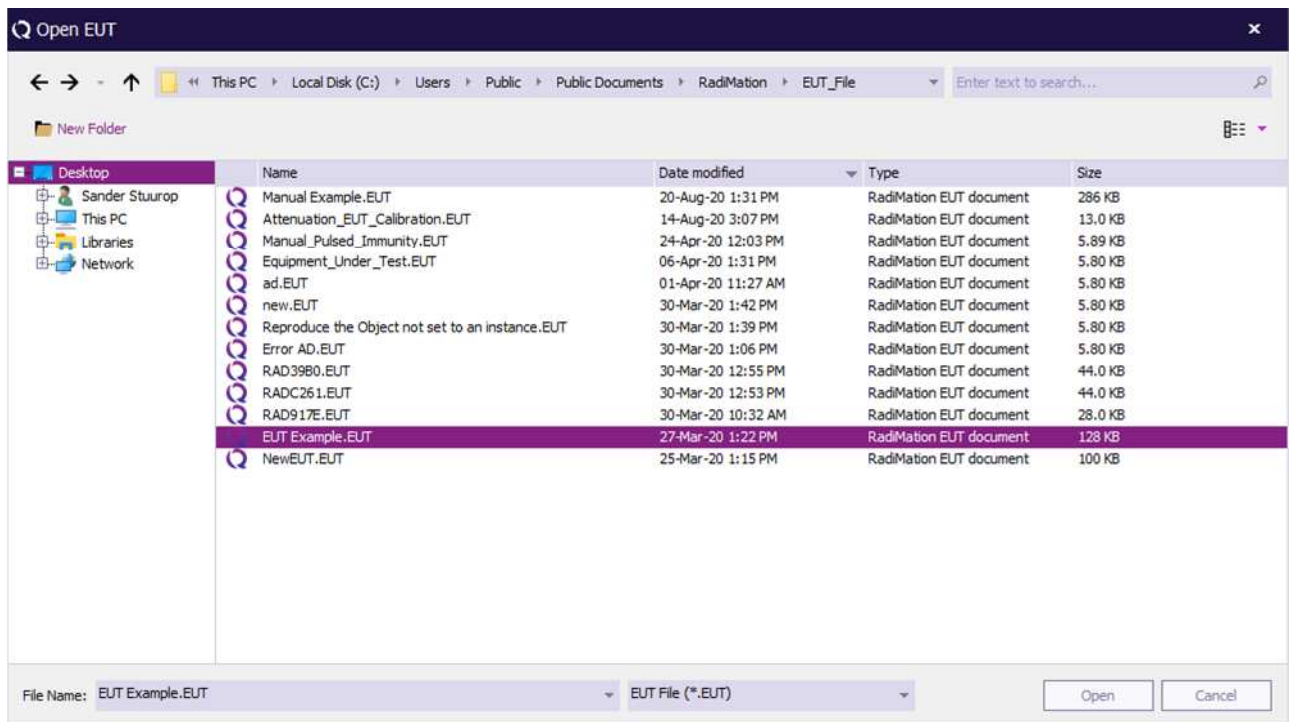 Open EUT
This PC Local Disk (C:) Users Public Public Documents RadiMation EUT_File Enter text to search...
New Folder
Desktop
Sander Stuurop
This PC
Libraries
Network
Name Date modified Type Size
Manual Example.EUT 20-Aug-20 1:31 PM RadiMation EUT document 286 KB
Attenuation_EUT_Calibration.EUT 14-Aug-20 3:07 PM RadiMation EUT document 13.0 KB
Manual_Pulsed_Immunity.EUT 24-Apr-20 12:03 PM RadiMation EUT document 5.89 KB
Equipment_Under_Test.EUT 06-Apr-20 1:31 PM RadiMation EUT document 5.80 KB
ad.EUT 01-Apr-20 11:27 AM RadiMation EUT document 5.80 KB
new.EUT 30-Mar-20 1:42 PM RadiMation EUT document 5.80 KB
Reproduce the Object not set to an instance.EUT 30-Mar-20 1:39 PM RadiMation EUT document 5.80 KB
Error AD.EUT 30-Mar-20 1:06 PM RadiMation EUT document 5.80 KB
RAD39B0.EUT 30-Mar-20 12:55 PM RadiMation EUT document 44.0 KB
RADC261.EUT 30-Mar-20 12:53 PM RadiMation EUT document 44.0 KB
RAD917E.EUT 30-Mar-20 10:32 AM RadiMation EUT document 28.0 KB
EUT Example.EUT 27-Mar-20 1:22 PM RadiMation EUT document 128 KB
NewEUT.EUT 25-Mar-20 1:15 PM RadiMation EUT document 100 KB
File Name: EUT Example.EUT EUT File (*.EUT) Open Cancel